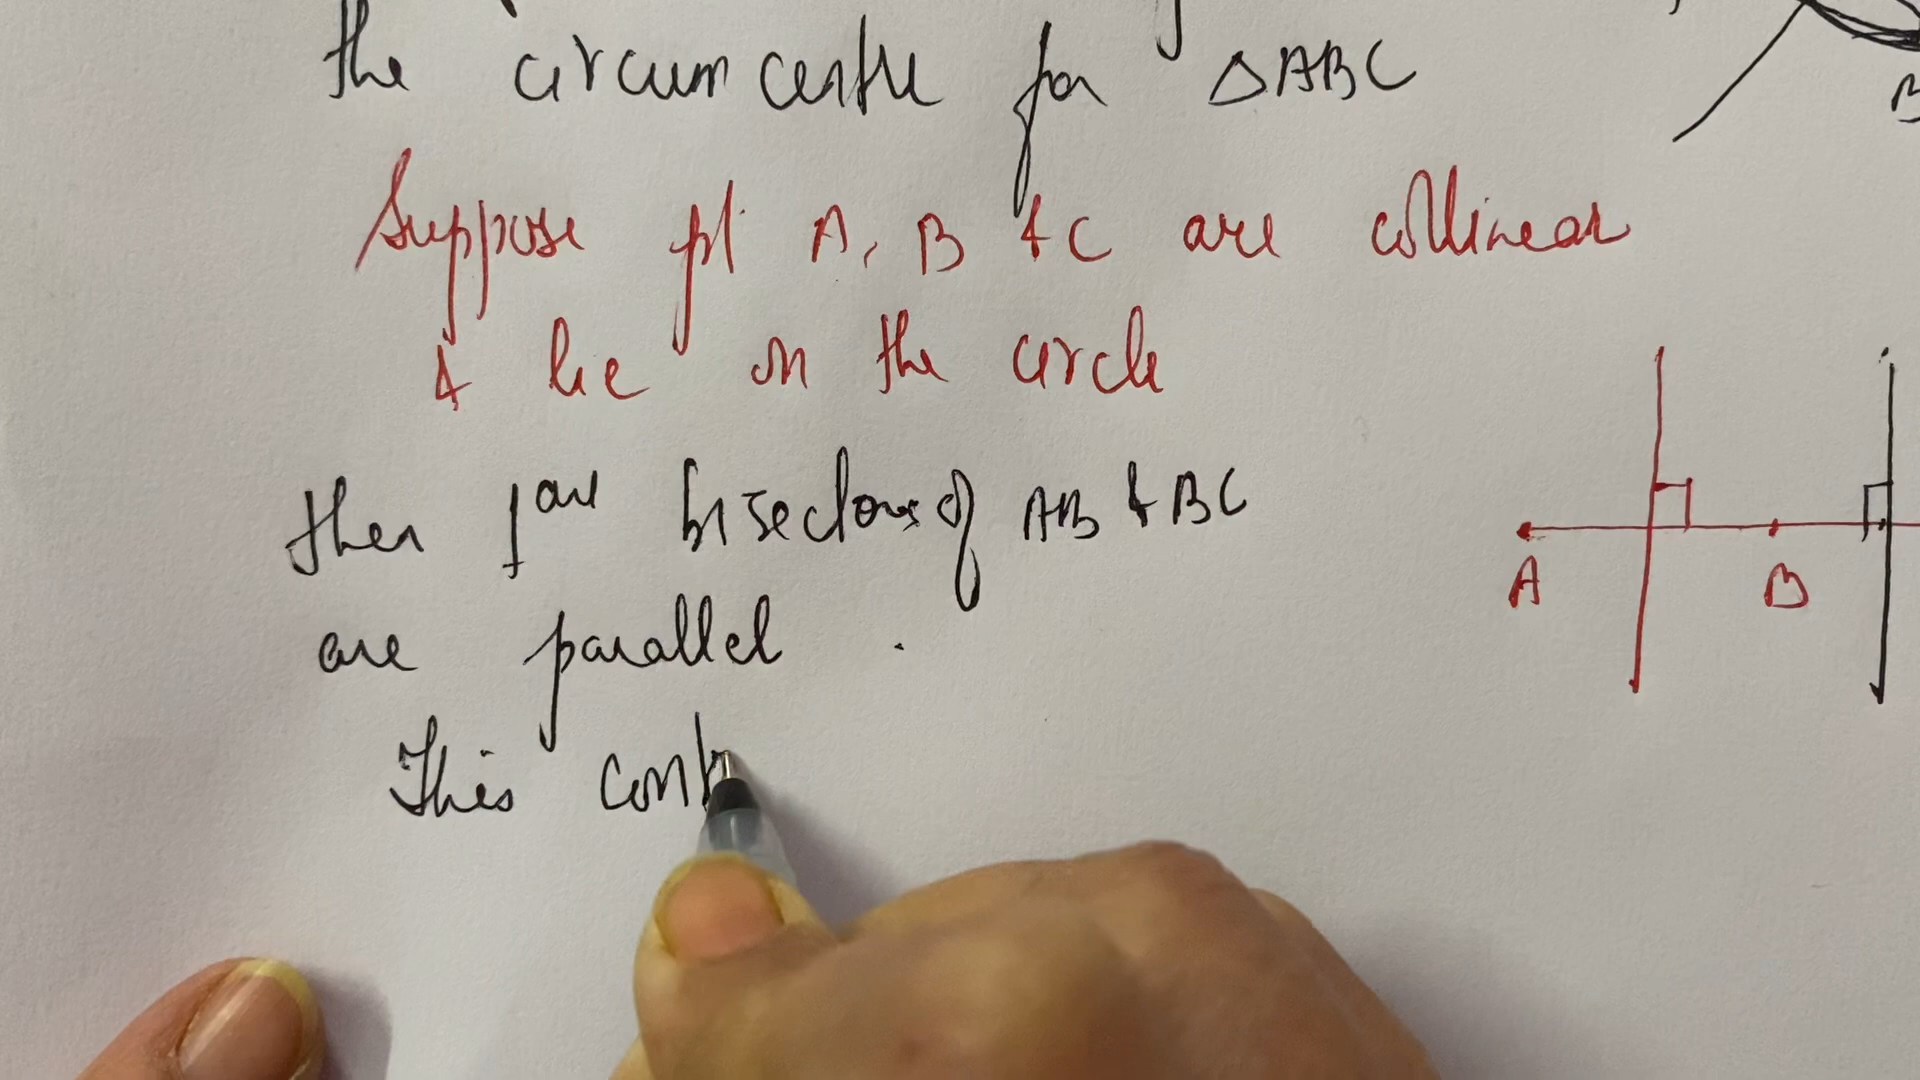 the circumcentre for △ABC
Suppose pt A, B & C are collinear
& lie on the circle
then ⊥ar bisectors of AB & BC
are parallel .
This cont
A
B
B